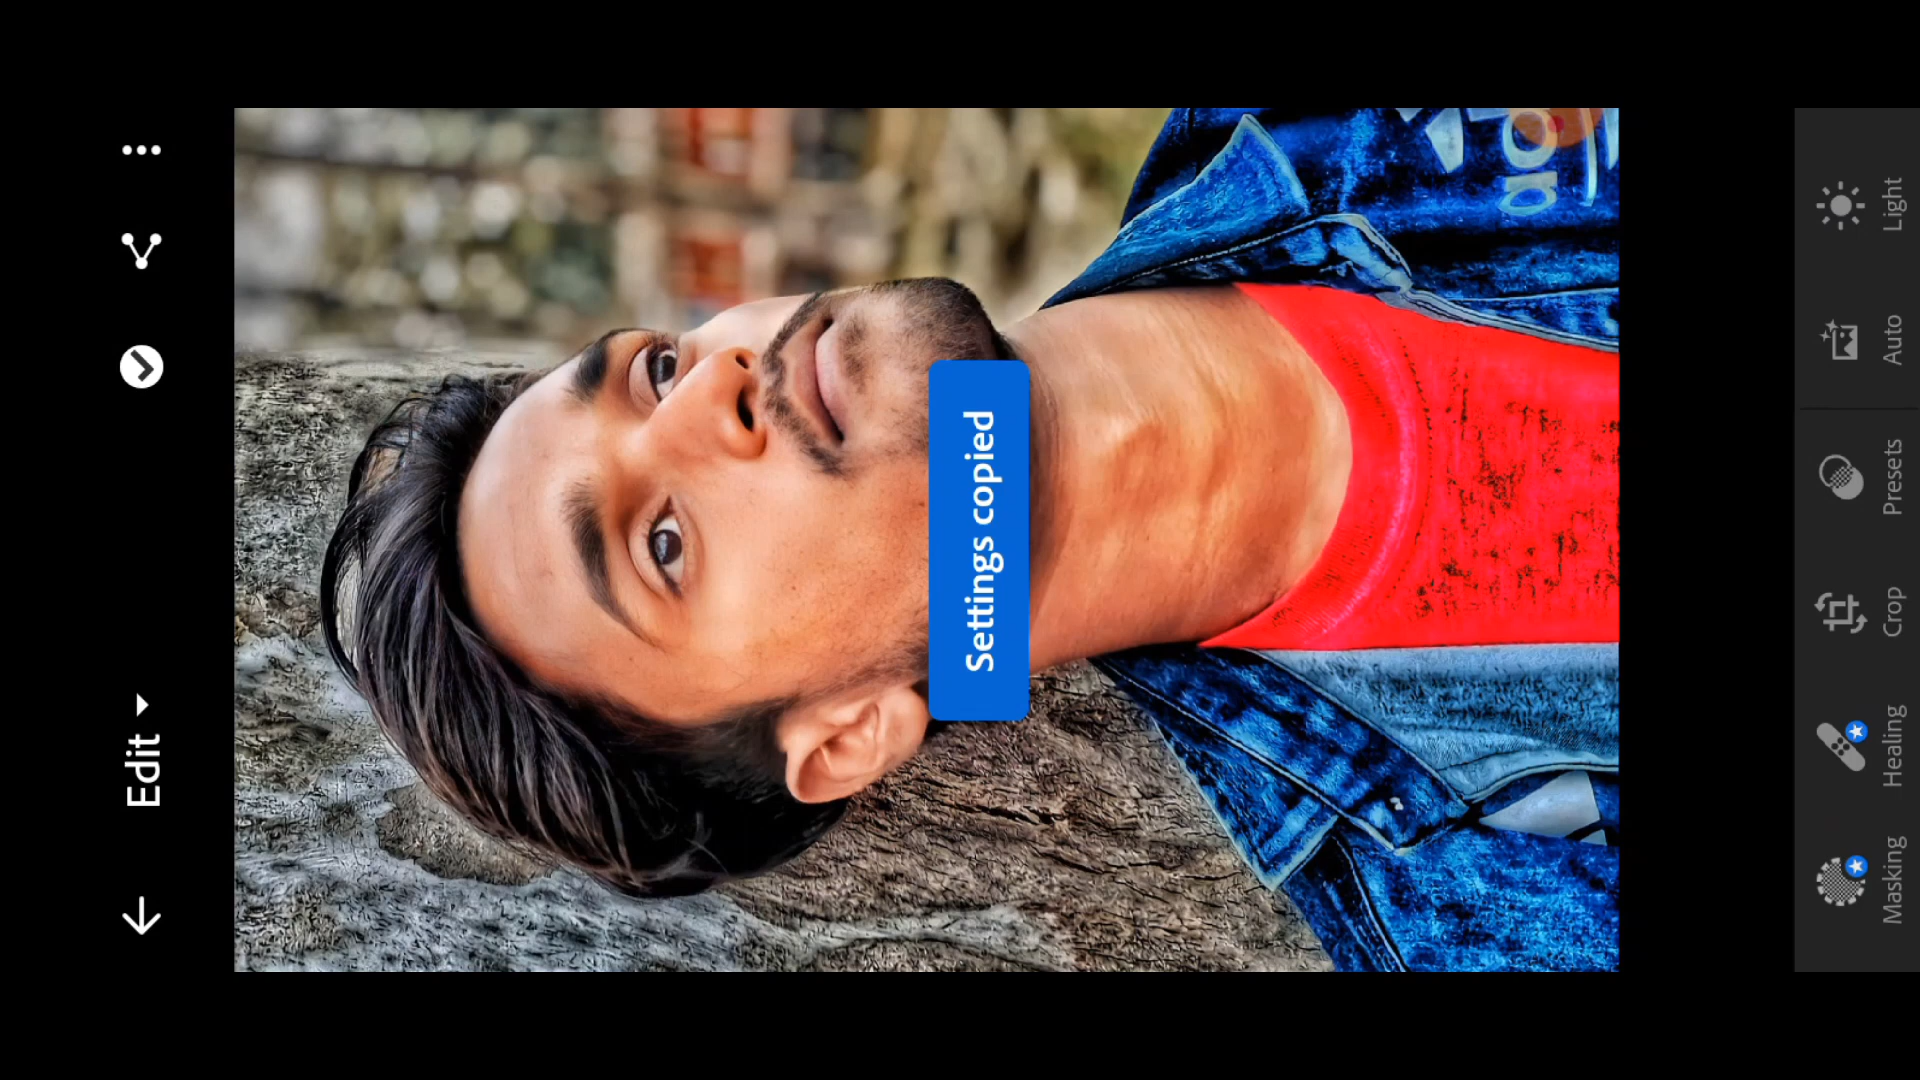 Edit
Settings copied
Masking
Healing
Crop
Presets
Auto
Light